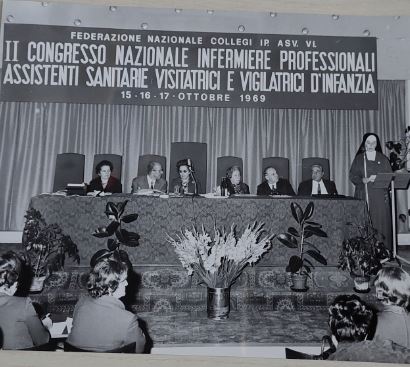 FEDERAZIONE NAZIONALE COLLEGI IP. ASV. VI.
II CONGRESSO NAZIONALE INFERMIERE PROFESSIONALI
ASSISTENTI SANITARIE VISITATRICI E VIGILATRICI D'INFANZIA
15-16-17-OTTOBRE 1969